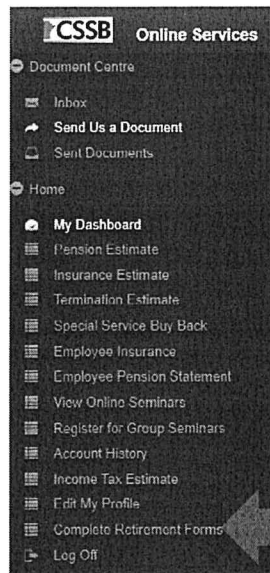 CSSB Online Services
Document Centre
Inbox
Send Us a Document
Sent Documents
Home
My Dashboard
Pension Estimate
Insurance Estimate
Termination Estimate
Special Service Buy Back
Employee Insurance
Employee Pension Statement
View Online Seminars
Register for Group Seminars
Account History
Income Tax Estimate
Edit My Profile
Complete Retirement Forms
Log Off